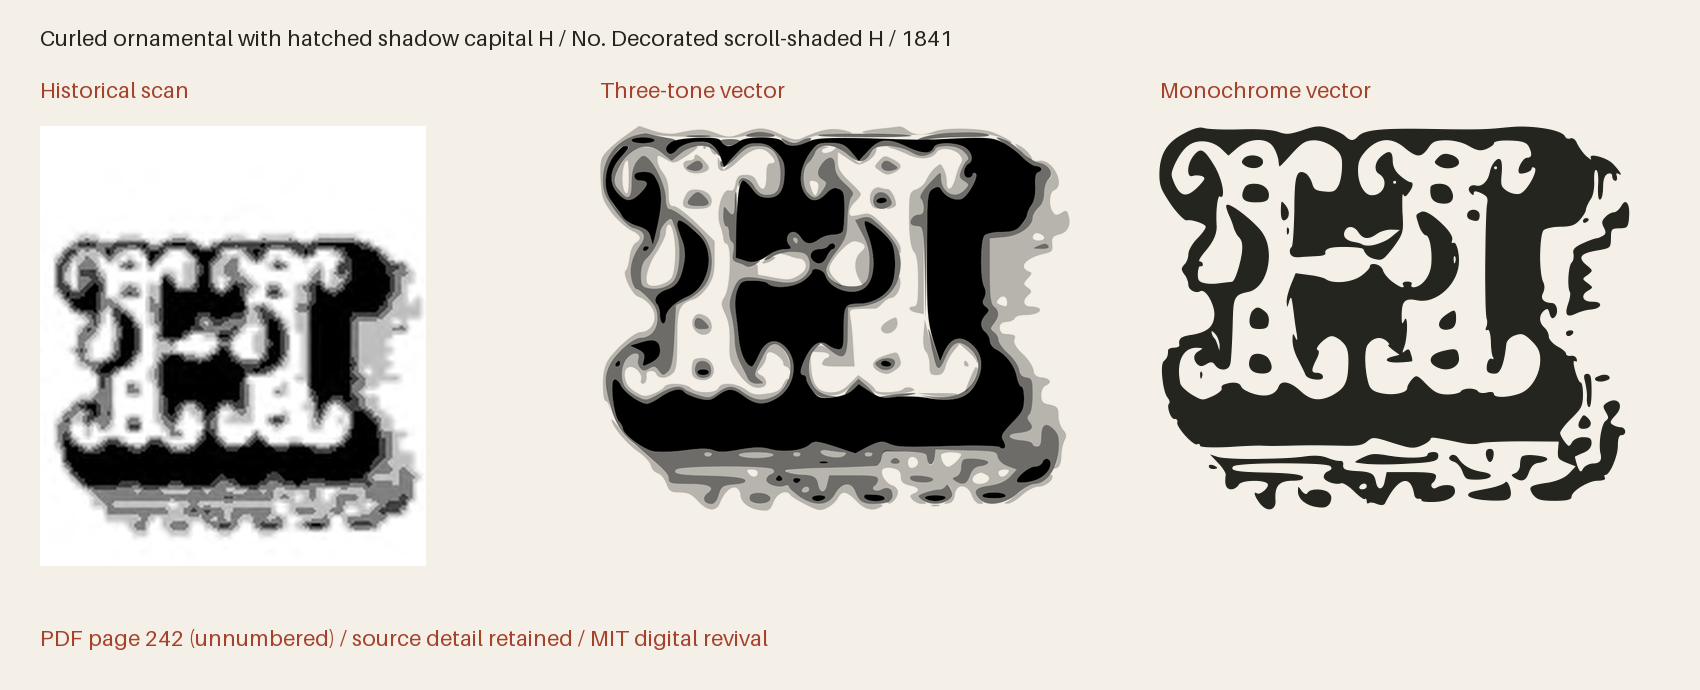 Curled ornamental with hatched shadow capital H / No. Decorated scroll-shaded H / 1841
Historical scan
Three-tone vector
Monochrome vector
H
H
H
PDF page 242 (unnumbered) / source detail retained / MIT digital revival